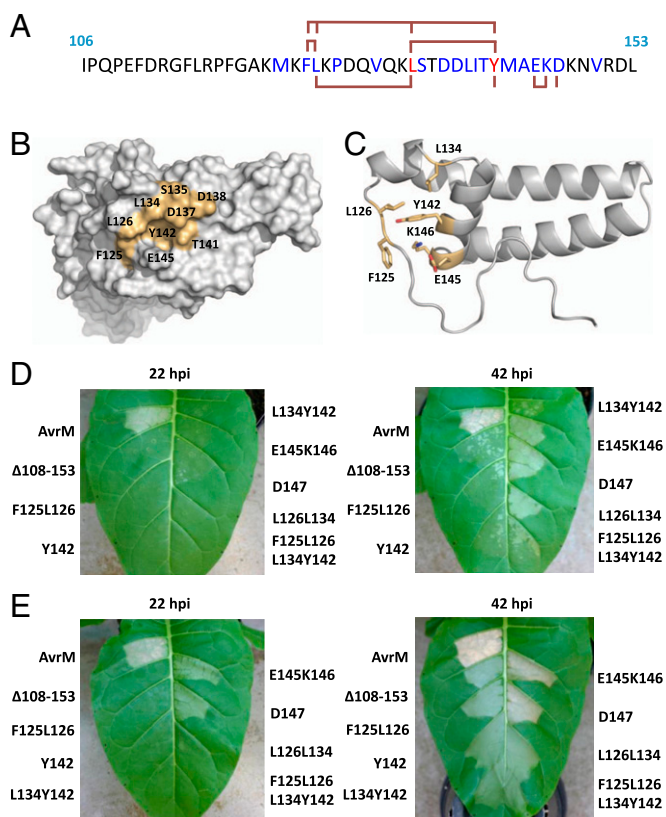 A
106 153
IPQPEFDRGFLRPFGAKMKFLKPDQVQKLSTDDLITYMAEKDKNVRDL
B
S135
L134 D138
L126 D137
Y142
F125 E145 T141
C
L134
L126 Y142
K146
F125 E145
D
22 hpi
AvrM
Δ108-153
F125L126
Y142
L134Y142
E145K146
D147
L126L134
F125L126
L134Y142
42 hpi
AvrM
Δ108-153
F125L126
Y142
L134Y142
E145K146
D147
L126L134
F125L126
L134Y142
E
22 hpi
AvrM
Δ108-153
F125L126
Y142
L134Y142
E145K146
D147
L126L134
F125L126
L134Y142
42 hpi
AvrM
Δ108-153
F125L126
Y142
L134Y142
E145K146
D147
L126L134
F125L126
L134Y142